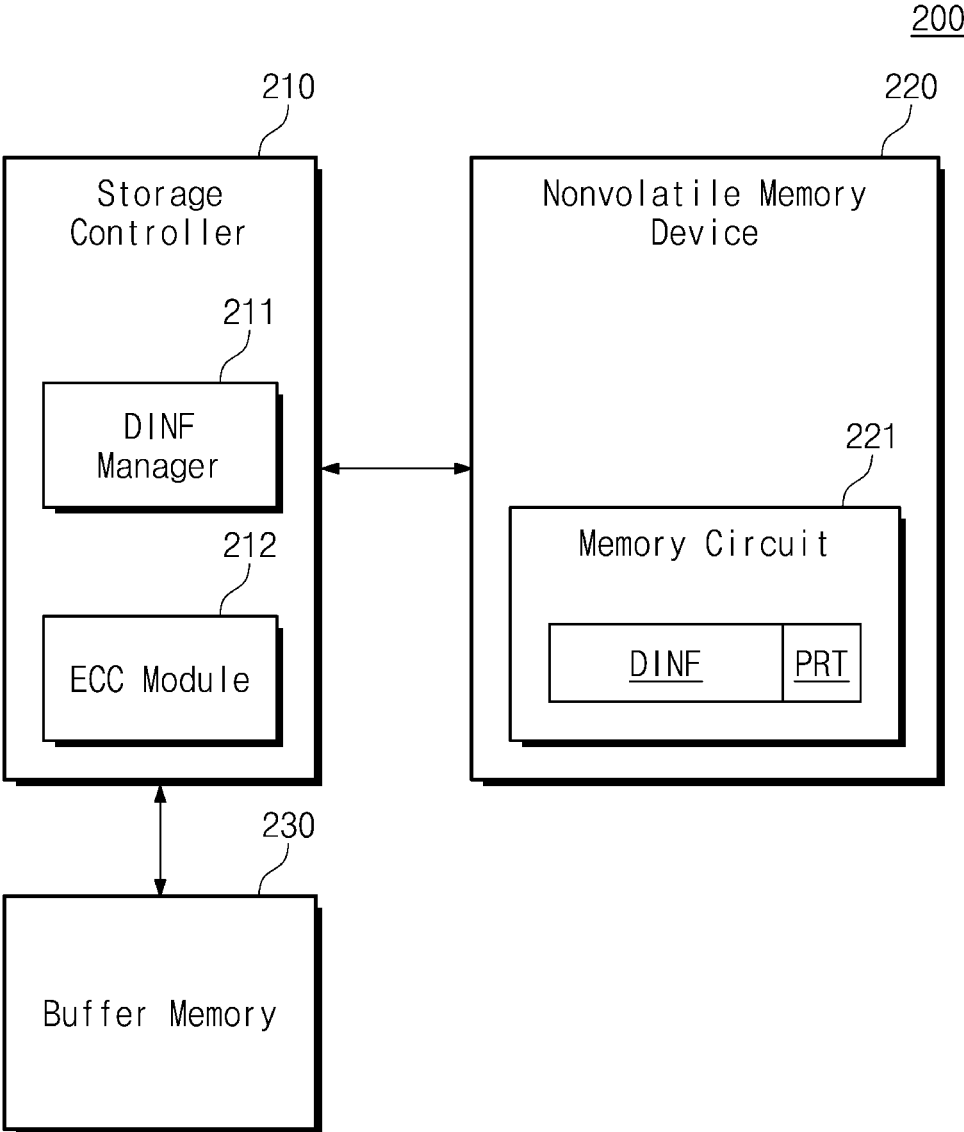 200
210
220
Storage
Controller
Nonvolatile Memory
Device
211
DINF
Manager
221
Memory Circuit
212
DINF
PRT
ECC Module
230
Buffer Memory